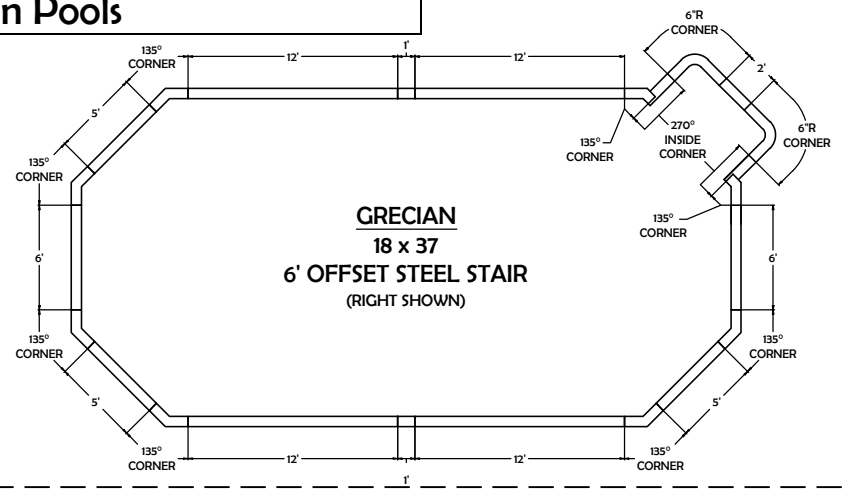 n Pools
6"R
CORNER
135°
CORNER
12'
1'
12'
2'
5'
270°
INSIDE
CORNER
6"R
CORNER
135°
CORNER
135°
CORNER
135°
CORNER
GRECIAN
18 x 37
6' OFFSET STEEL STAIR
(RIGHT SHOWN)
6'
6'
135°
CORNER
135°
CORNER
5'
5'
135°
CORNER
12'
12'
135°
CORNER
1'